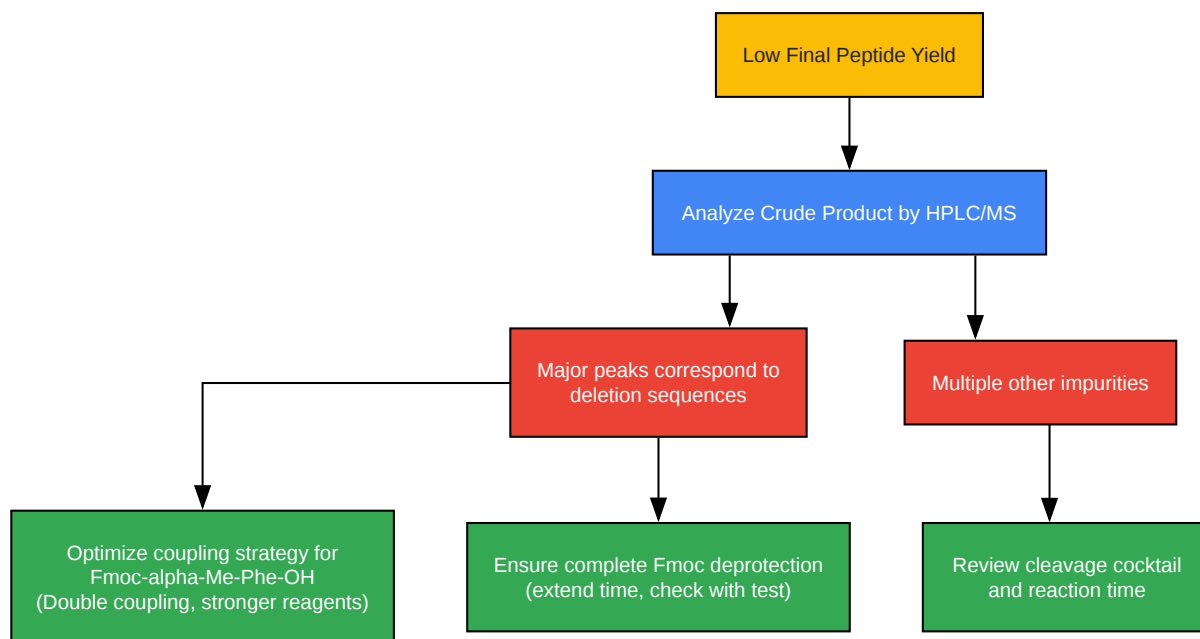 Low Final Peptide Yield
Analyze Crude Product by HPLC/MS
Major peaks correspond to
deletion sequences
Multiple other impurities
Optimize coupling strategy for
Fmoc-alpha-Me-Phe-OH
(Double coupling, stronger reagents)
Ensure complete Fmoc deprotection
(extend time, check with test)
Review cleavage cocktail
and reaction time